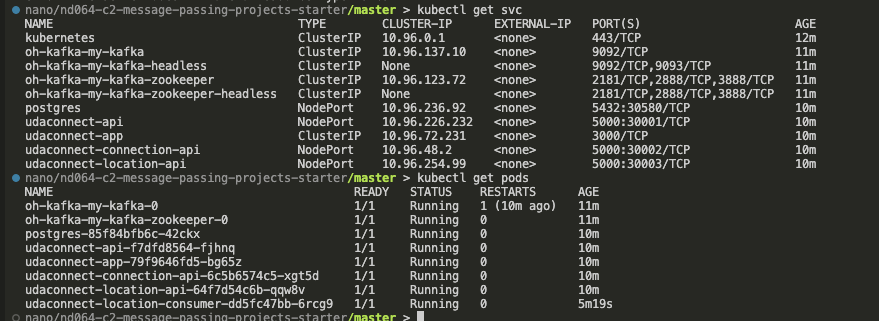 nano/nd064-c2-message-passing-projects-starter/master > kubectl get svc
NAME TYPE CLUSTER-IP EXTERNAL-IP PORT(S) AGE
kubernetes ClusterIP 10.96.0.1 <none> 443/TCP 12m
oh-kafka-my-kafka ClusterIP 10.96.137.10 <none> 9092/TCP 11m
oh-kafka-my-kafka-headless ClusterIP None <none> 9092/TCP,9093/TCP 11m
oh-kafka-my-kafka-zookeeper ClusterIP 10.96.123.72 <none> 2181/TCP,2888/TCP,3888/TCP 11m
oh-kafka-my-kafka-zookeeper-headless ClusterIP None <none> 2181/TCP,2888/TCP,3888/TCP 11m
postgres NodePort 10.96.236.92 <none> 5432:30580/TCP 10m
udaconnect-api NodePort 10.96.226.232 <none> 5000:30001/TCP 10m
udaconnect-app ClusterIP 10.96.72.231 <none> 3000/TCP 10m
udaconnect-connection-api NodePort 10.96.48.2 <none> 5000:30002/TCP 10m
udaconnect-location-api NodePort 10.96.254.99 <none> 5000:30003/TCP 10m
nano/nd064-c2-message-passing-projects-starter/master > kubectl get pods
NAME READY STATUS RESTARTS AGE
oh-kafka-my-kafka-0 1/1 Running 1 (10m ago) 11m
oh-kafka-my-kafka-zookeeper-0 1/1 Running 0 11m
postgres-85f84bfb6c-42ckx 1/1 Running 0 10m
udaconnect-api-f7dfd8564-fjhnq 1/1 Running 0 10m
udaconnect-app-79f9646fd5-bg65z 1/1 Running 0 10m
udaconnect-connection-api-6c5b6574c5-xgt5d 1/1 Running 0 10m
udaconnect-location-api-64f7d54c6b-qqw8v 1/1 Running 0 10m
udaconnect-location-consumer-dd5fc47bb-6rcg9 1/1 Running 0 5m19s
nano/nd064-c2-message-passing-projects-starter/master >